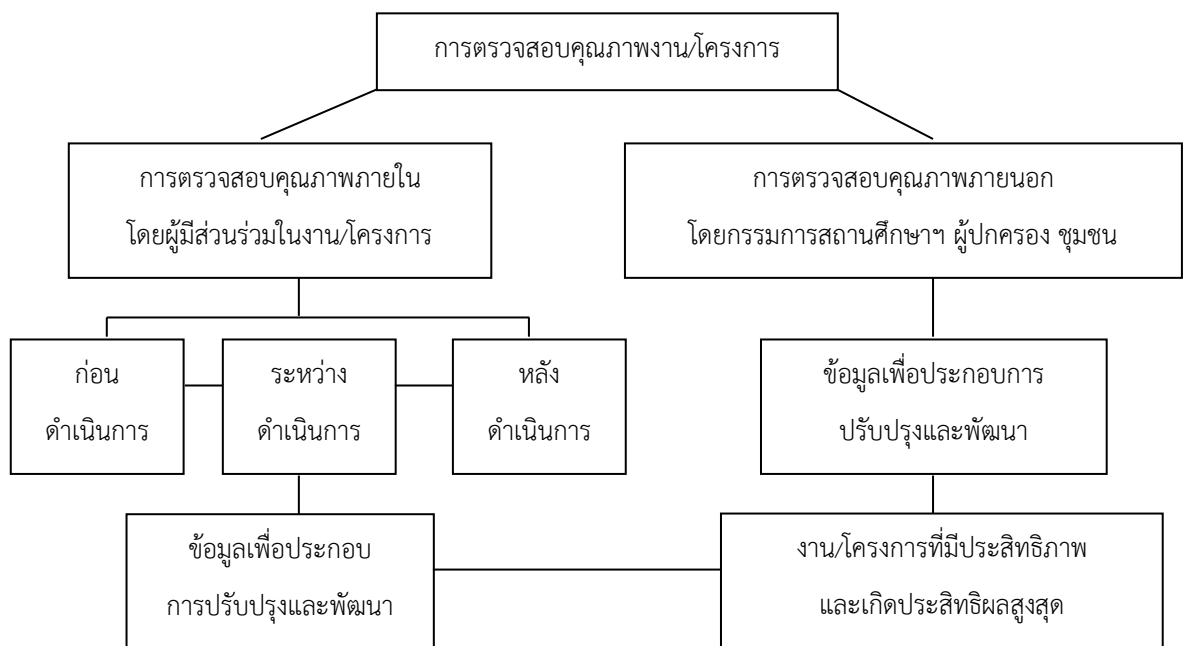 การตรวจสอบคุณภาพงาน/โครงการ
การตรวจสอบคุณภาพภายใน
โดยผู้มีส่วนร่วมในงาน/โครงการ
การตรวจสอบคุณภาพภายนอก
โดยกรรมการสถานศึกษาฯ ผู้ปกครอง ชุมชน
ก่อน
ดำเนินการ
ระหว่าง
ดำเนินการ
หลัง
ดำเนินการ
ข้อมูลเพื่อประกอบการ
ปรับปรุงและพัฒนา
ข้อมูลเพื่อประกอบ
การปรับปรุงและพัฒนา
งาน/โครงการที่มีประสิทธิภาพ
และเกิดประสิทธิผลสูงสุด